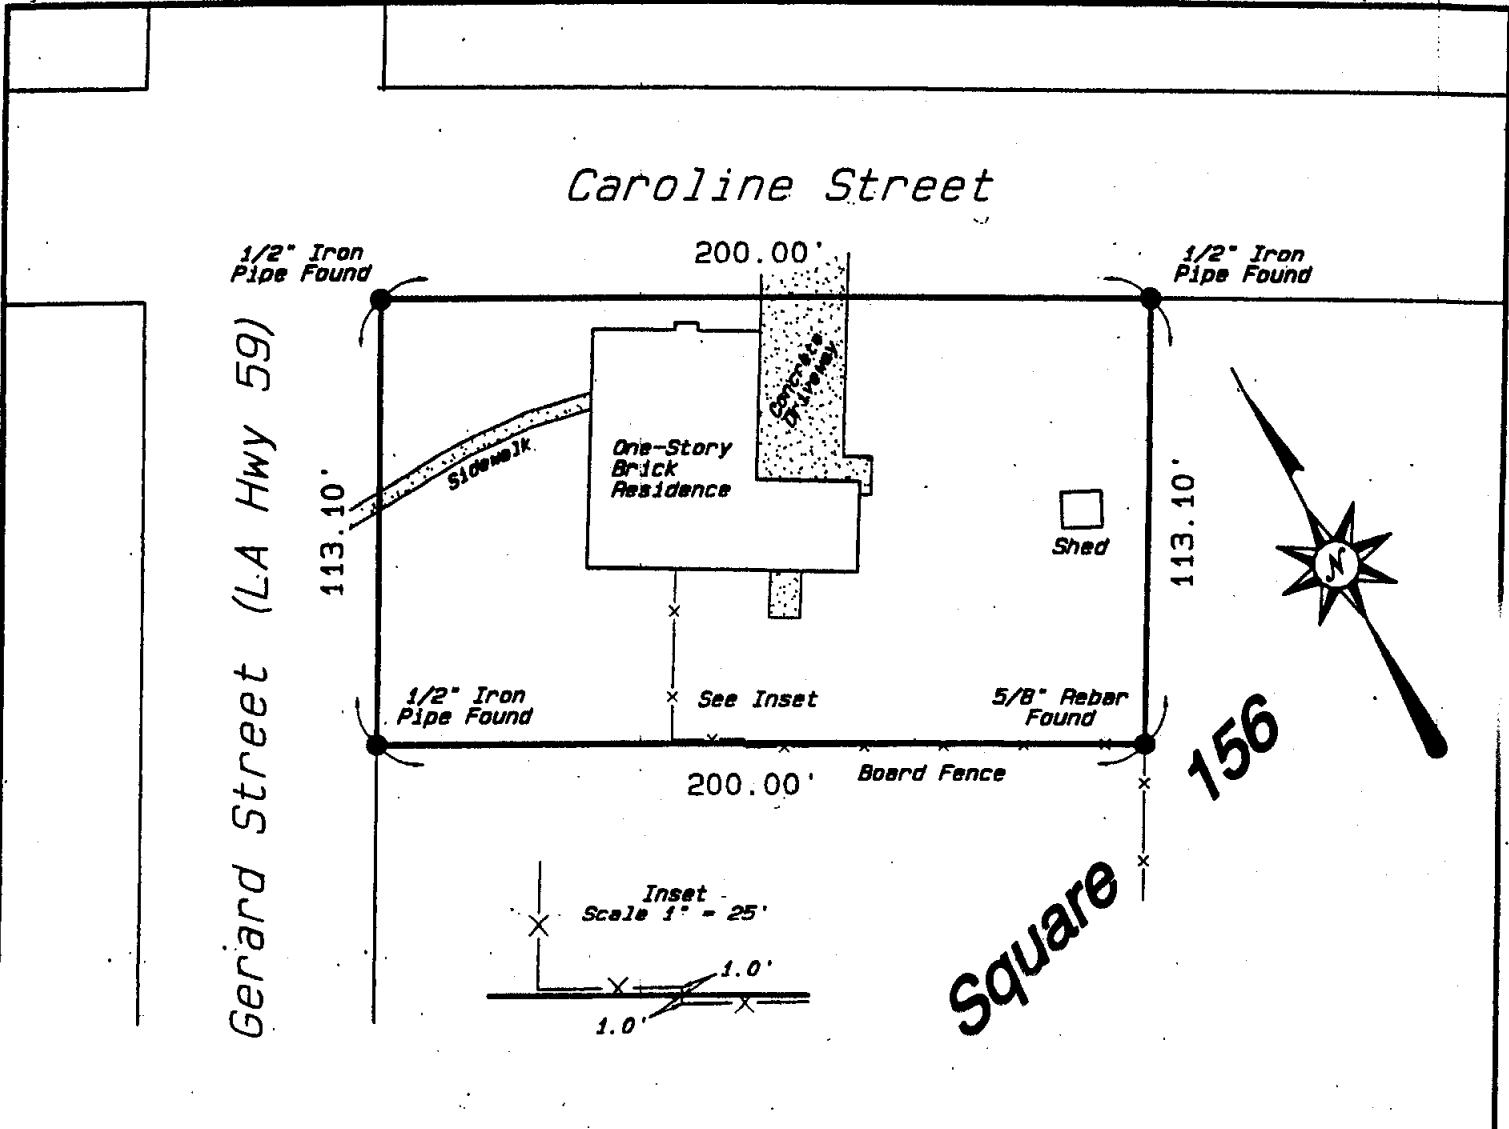 Caroline Street
200.00'
1/2" Iron
Pipe Found
1/2" Iron
Pipe Found
Gerard Street (LA Hwy 59)
113.10'
Sidewalk
One-Story
Brick
Residence
Concrete
Driveway
Shed
113.10'
N
1/2" Iron
Pipe Found
See Inset
5/8" Rebar
Found
200.00'
Board Fence
Square 156
Inset
Scale 1" = 25'
1.0'
1.0'